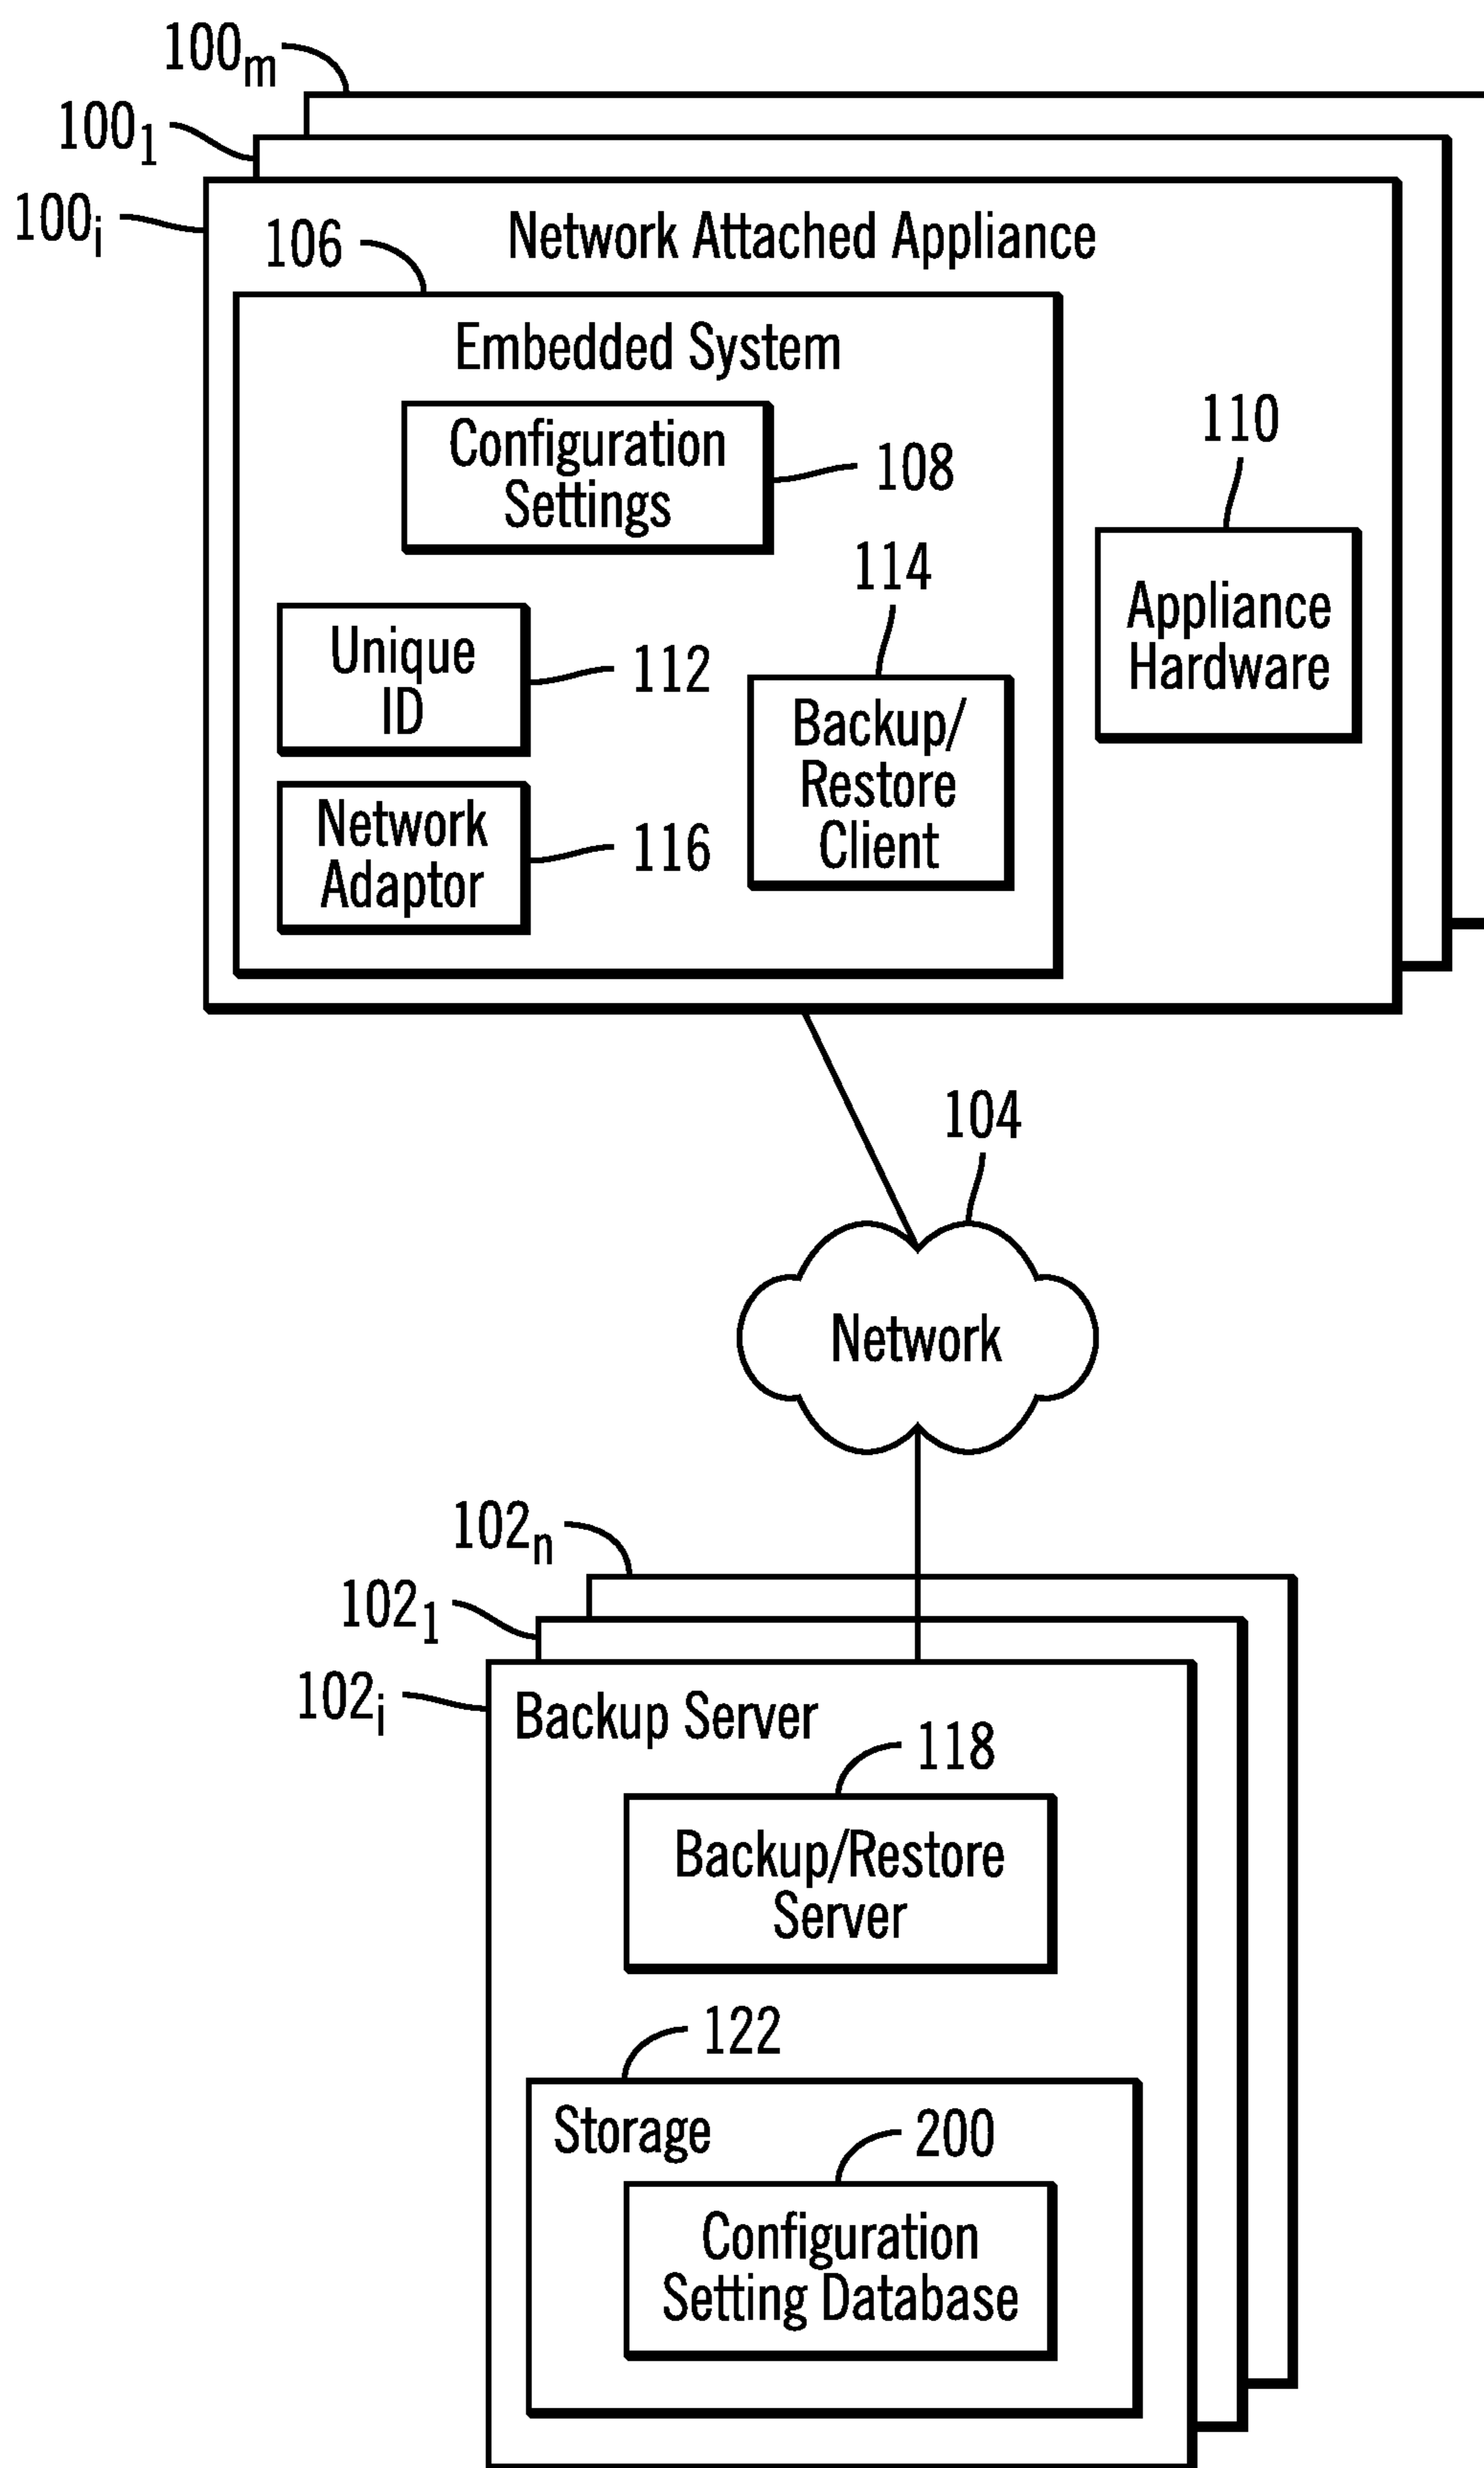 100m
1001
100i
Network Attached Appliance
106
Embedded System
Configuration
Settings
108
110
114
Appliance
Hardware
Unique
ID
112
Backup/
Restore
Client
Network
Adaptor
116
104
Network
102n
1021
102i
Backup Server
118
Backup/Restore
Server
122
Storage
200
Configuration
Setting Database